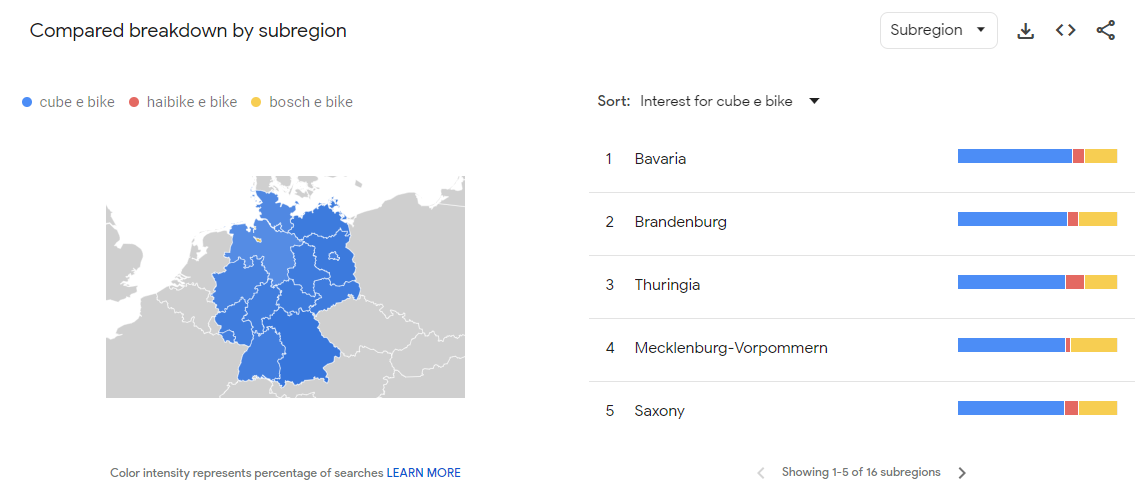 Compared breakdown by subregion
Subregion
cube e bike haibike e bike bosch e bike
Sort: Interest for cube e bike
1 Bavaria
2 Brandenburg
3 Thuringia
4 Mecklenburg-Vorpommern
5 Saxony
Color intensity represents percentage of searches LEARN MORE
Showing 1-5 of 16 subregions